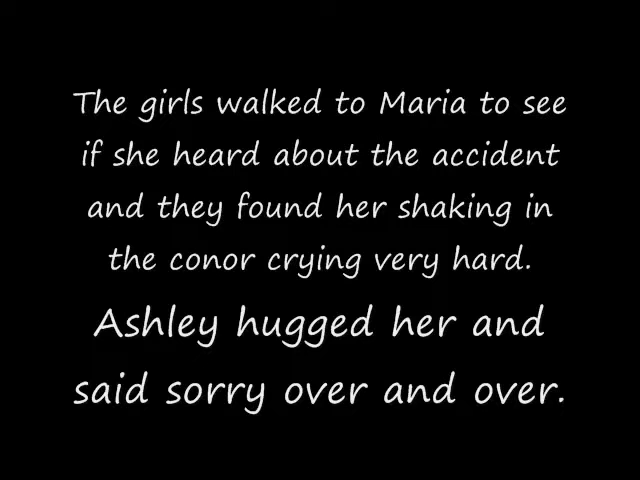 The girls walked to Maria to see
if she heard about the accident
and they found her shaking in
the conor crying very hard.
Ashley hugged her and
said sorry over and over.